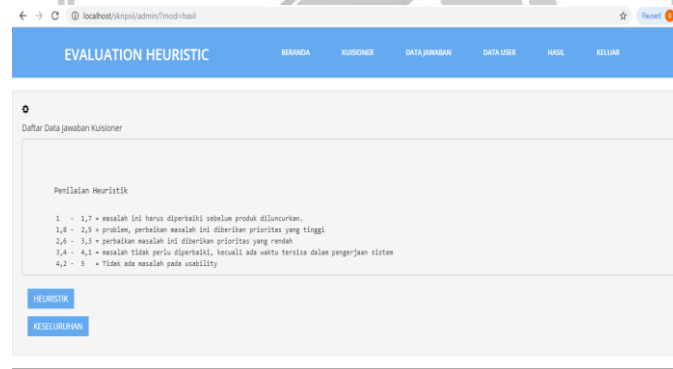 localhost/skripsi/admin/?mod=hasil
Paused
EVALUATION HEURISTIC
BERANDA
KUISIONER
DATA JAWABAN
DATA USER
HASIL
KELUAR
Daftar Data Jawaban Kuisioner
Penilaian Heuristik
1 - 1,7 = masalah ini harus diperbaiki sebelum produk diluncurkan.
1,8 - 2,5 = problem, perbaikan masalah ini diberikan prioritas yang tinggi
2,6 - 3,3 = perbaikan masalah ini diberikan prioritas yang rendah
3,4 - 4,1 = masalah tidak perlu diperbaiki, kecuali ada waktu tersisa dalam pengerjaan sistem
4,2 - 5 = Tidak ada masalah pada usability
HEURISTIK
KESELURUHAN